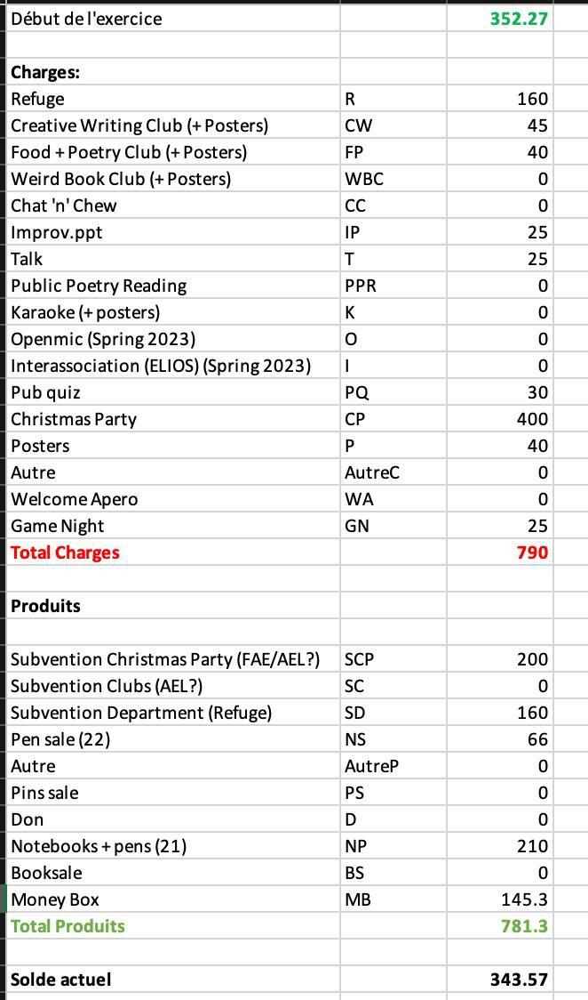 Début de l'exercice 352.27
Charges:
Refuge R 160
Creative Writing Club (+ Posters) CW 45
Food + Poetry Club (+ Posters) FP 40
Weird Book Club (+ Posters) WBC 0
Chat 'n' Chew CC 0
Improv.ppt IP 25
Talk T 25
Public Poetry Reading PPR 0
Karaoke (+ posters) K 0
Openmic (Spring 2023) O 0
Interassociation (ELIOS) (Spring 2023) I 0
Pub quiz PQ 30
Christmas Party CP 400
Posters P 40
Autre AutreC 0
Welcome Apero WA 0
Game Night GN 25
Total Charges 790
Produits
Subvention Christmas Party (FAE/AEL?) SCP 200
Subvention Clubs (AEL?) SC 0
Subvention Department (Refuge) SD 160
Pen sale (22) NS 66
Autre AutreP 0
Pins sale PS 0
Don D 0
Notebooks + pens (21) NP 210
Booksale BS 0
Money Box MB 145.3
Total Produits 781.3
Solde actuel 343.57